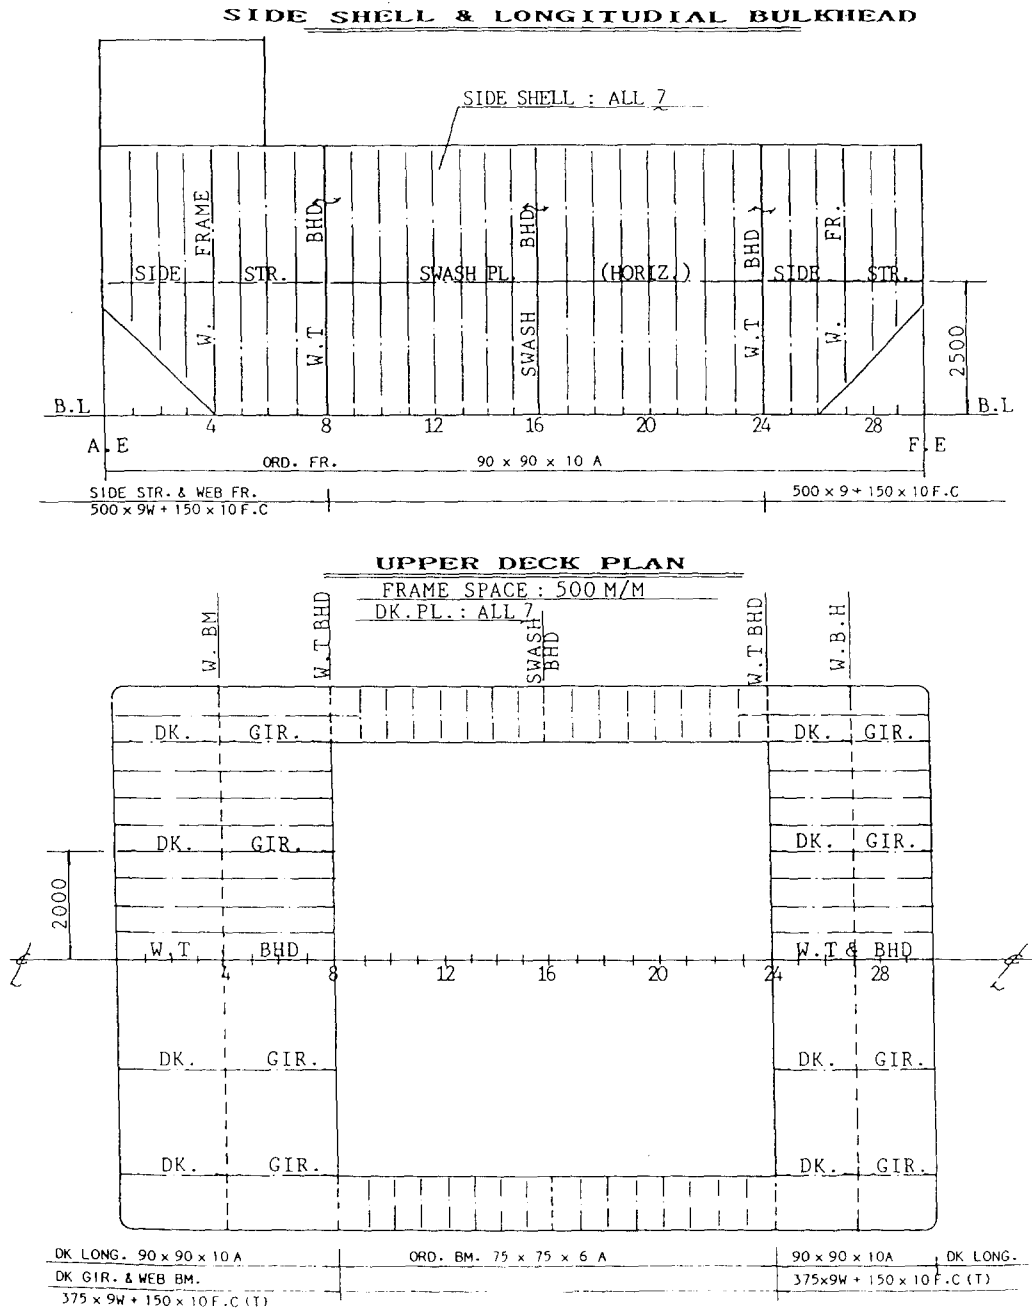 SIDE SHELL & LONGITUDIAL BULKHEAD
SIDE SHELL : ALL 7
W. FRAME
W.T BHD
SWASH BHD
W.T BHD
W. FR.
SIDE STR. SWASH PL. (HORIZ.) SIDE STR.
2500
B.L B.L
4 8 12 16 20 24 28
A.E F.E
ORD. FR. 90 x 90 x 10 A
SIDE STR. & WEB FR. 500 x 9 + 150 x 10 F.C
500 x 9W + 150 x 10 F.C
UPPER DECK PLAN
FRAME SPACE : 500 M/M
DK. PL. : ALL 7
W. BM
W.T BHD
SWASH BHD
W.T BHD
W.B.H
DK. GIR. DK. GIR.
DK. GIR. DK. GIR.
2000
W.T BHD W.T & BHD
4 8 12 16 20 24 28
DK. GIR. DK. GIR.
DK. GIR. DK. GIR.
DK LONG. 90 x 90 x 10 A ORD. BM. 75 x 75 x 6 A 90 x 90 x 10A DK LONG.
DK GIR. & WEB BM. 375x9W + 150 x 10 F.C (T)
375 x 9W + 150 x 10 F.C (T)